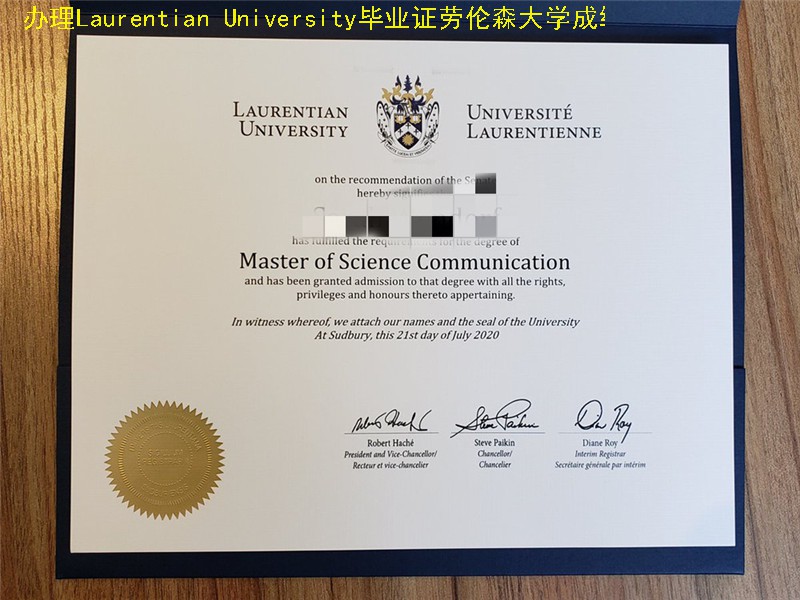 办理Laurentian University毕业证劳伦森大学成
LAURENTIAN
UNIVERSITY
UNIVERSITÉ
LAURENTIENNE
on the recommendation of the Senate
hereby
has fulfilled the requirements for the degree of
Master of Science Communication
and has been granted admission to that degree with all the rights,
privileges and honours thereto appertaining.
In witness whereof, we attach our names and the seal of the University
At Sudbury, this 21st day of July 2020
Robert Haché
President and Vice-Chancellor/
Recteur et vice-chancelier
Steve Paikin
Chancellor/
Chancelier
Diane Roy
Interim Registrar
Secrétaire générale par intérim